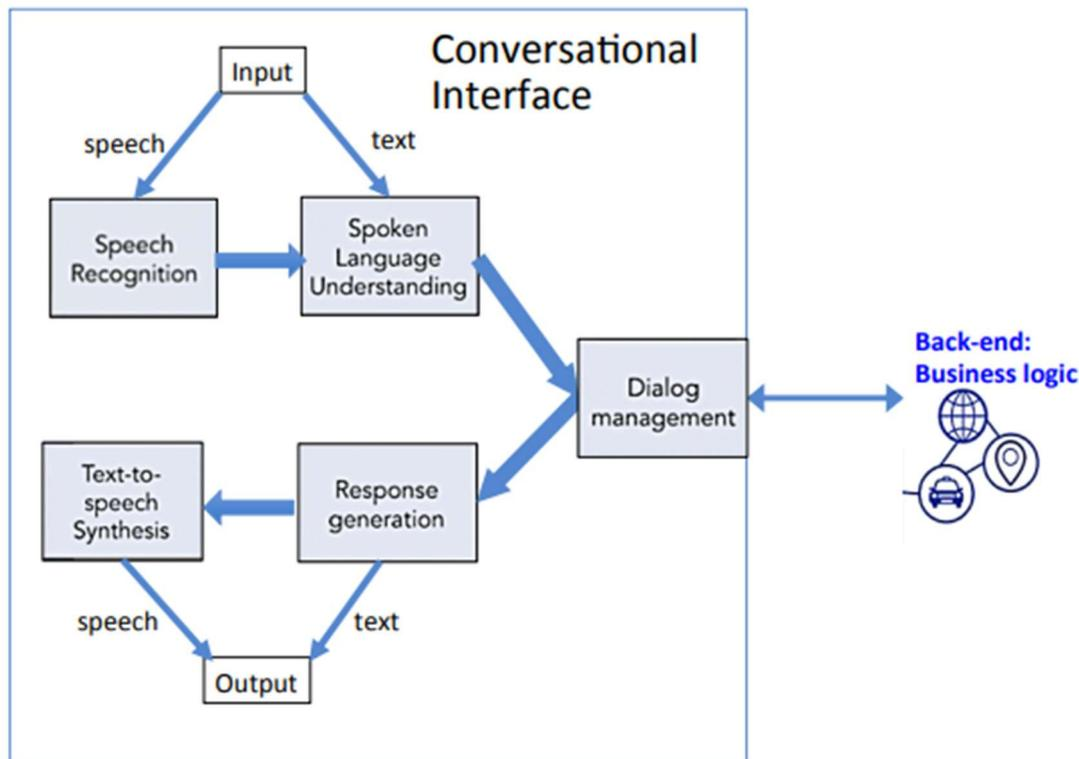 Conversational
Interface
Input
speech
text
Speech
Recognition
Spoken
Language
Understanding
Dialog
management
Back-end:
Business logic
Text-to-
speech
Synthesis
Response
generation
speech
text
Output